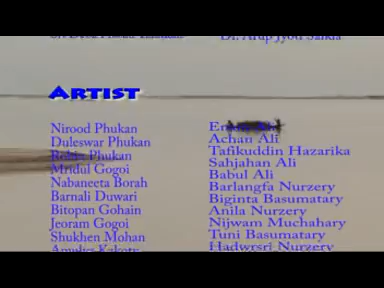 Dr. Arup Jyoti Saikia
ARTIST
Nirood Phukan
Duleswar Phukan
Robin Phukan
Mridul Gogoi
Nabaneeta Borah
Barnali Duwari
Bitopan Gohain
Jeoram Gogoi
Shukhen Mohan
Ali
Achan Ali
Tafikuddin Hazarika
Sahjahan Ali
Babul Ali
Barlangfa Nurzery
Biginta Basumatary
Anila Nurzery
Nijwam Muchahary
Tuni Basumatary
Hadwrsri Nurzery